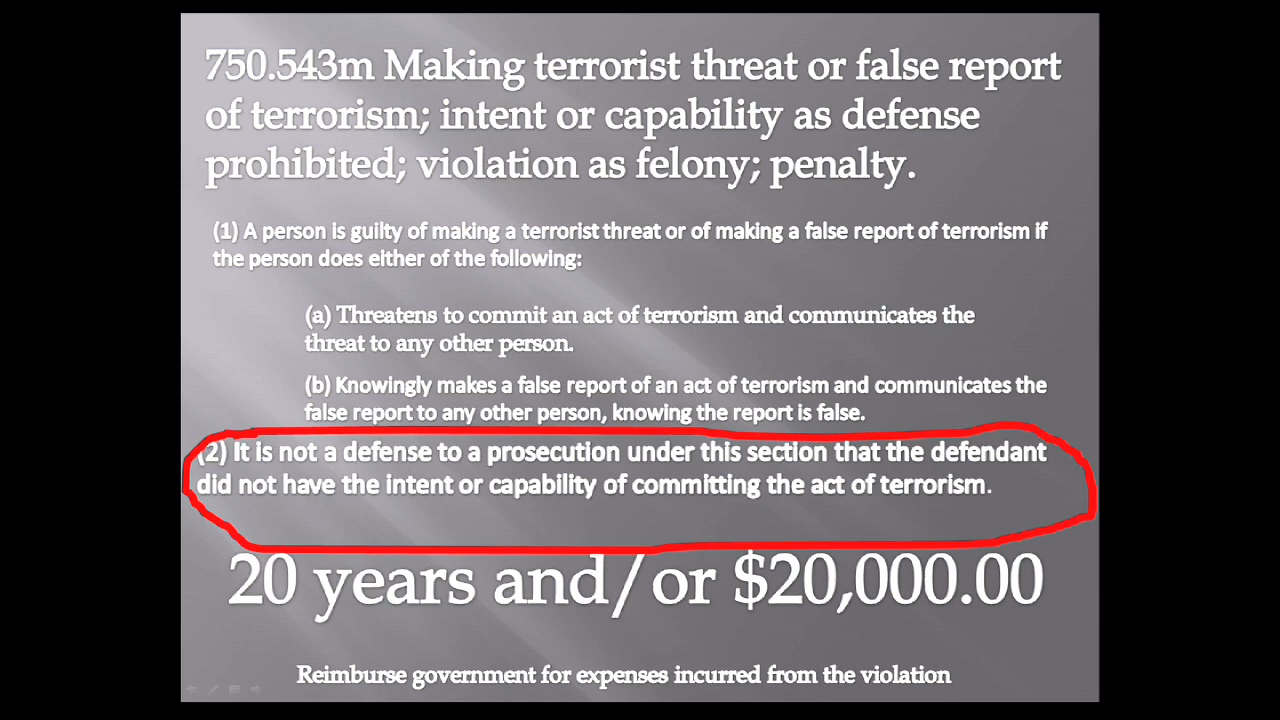 750.543m Making terrorist threat or false report
of terrorism; intent or capability as defense
prohibited; violation as felony; penalty.
(1) A person is guilty of making a terrorist threat or of making a false report of terrorism if
the person does either of the following:
(a) Threatens to commit an act of terrorism and communicates the
threat to any other person.
(b) Knowingly makes a false report of an act of terrorism and communicates the
false report to any other person, knowing the report is false.
(2) It is not a defense to a prosecution under this section that the defendant
did not have the intent or capability of committing the act of terrorism.
20 years and/or $20,000.00
Reimburse government for expenses incurred from the violation